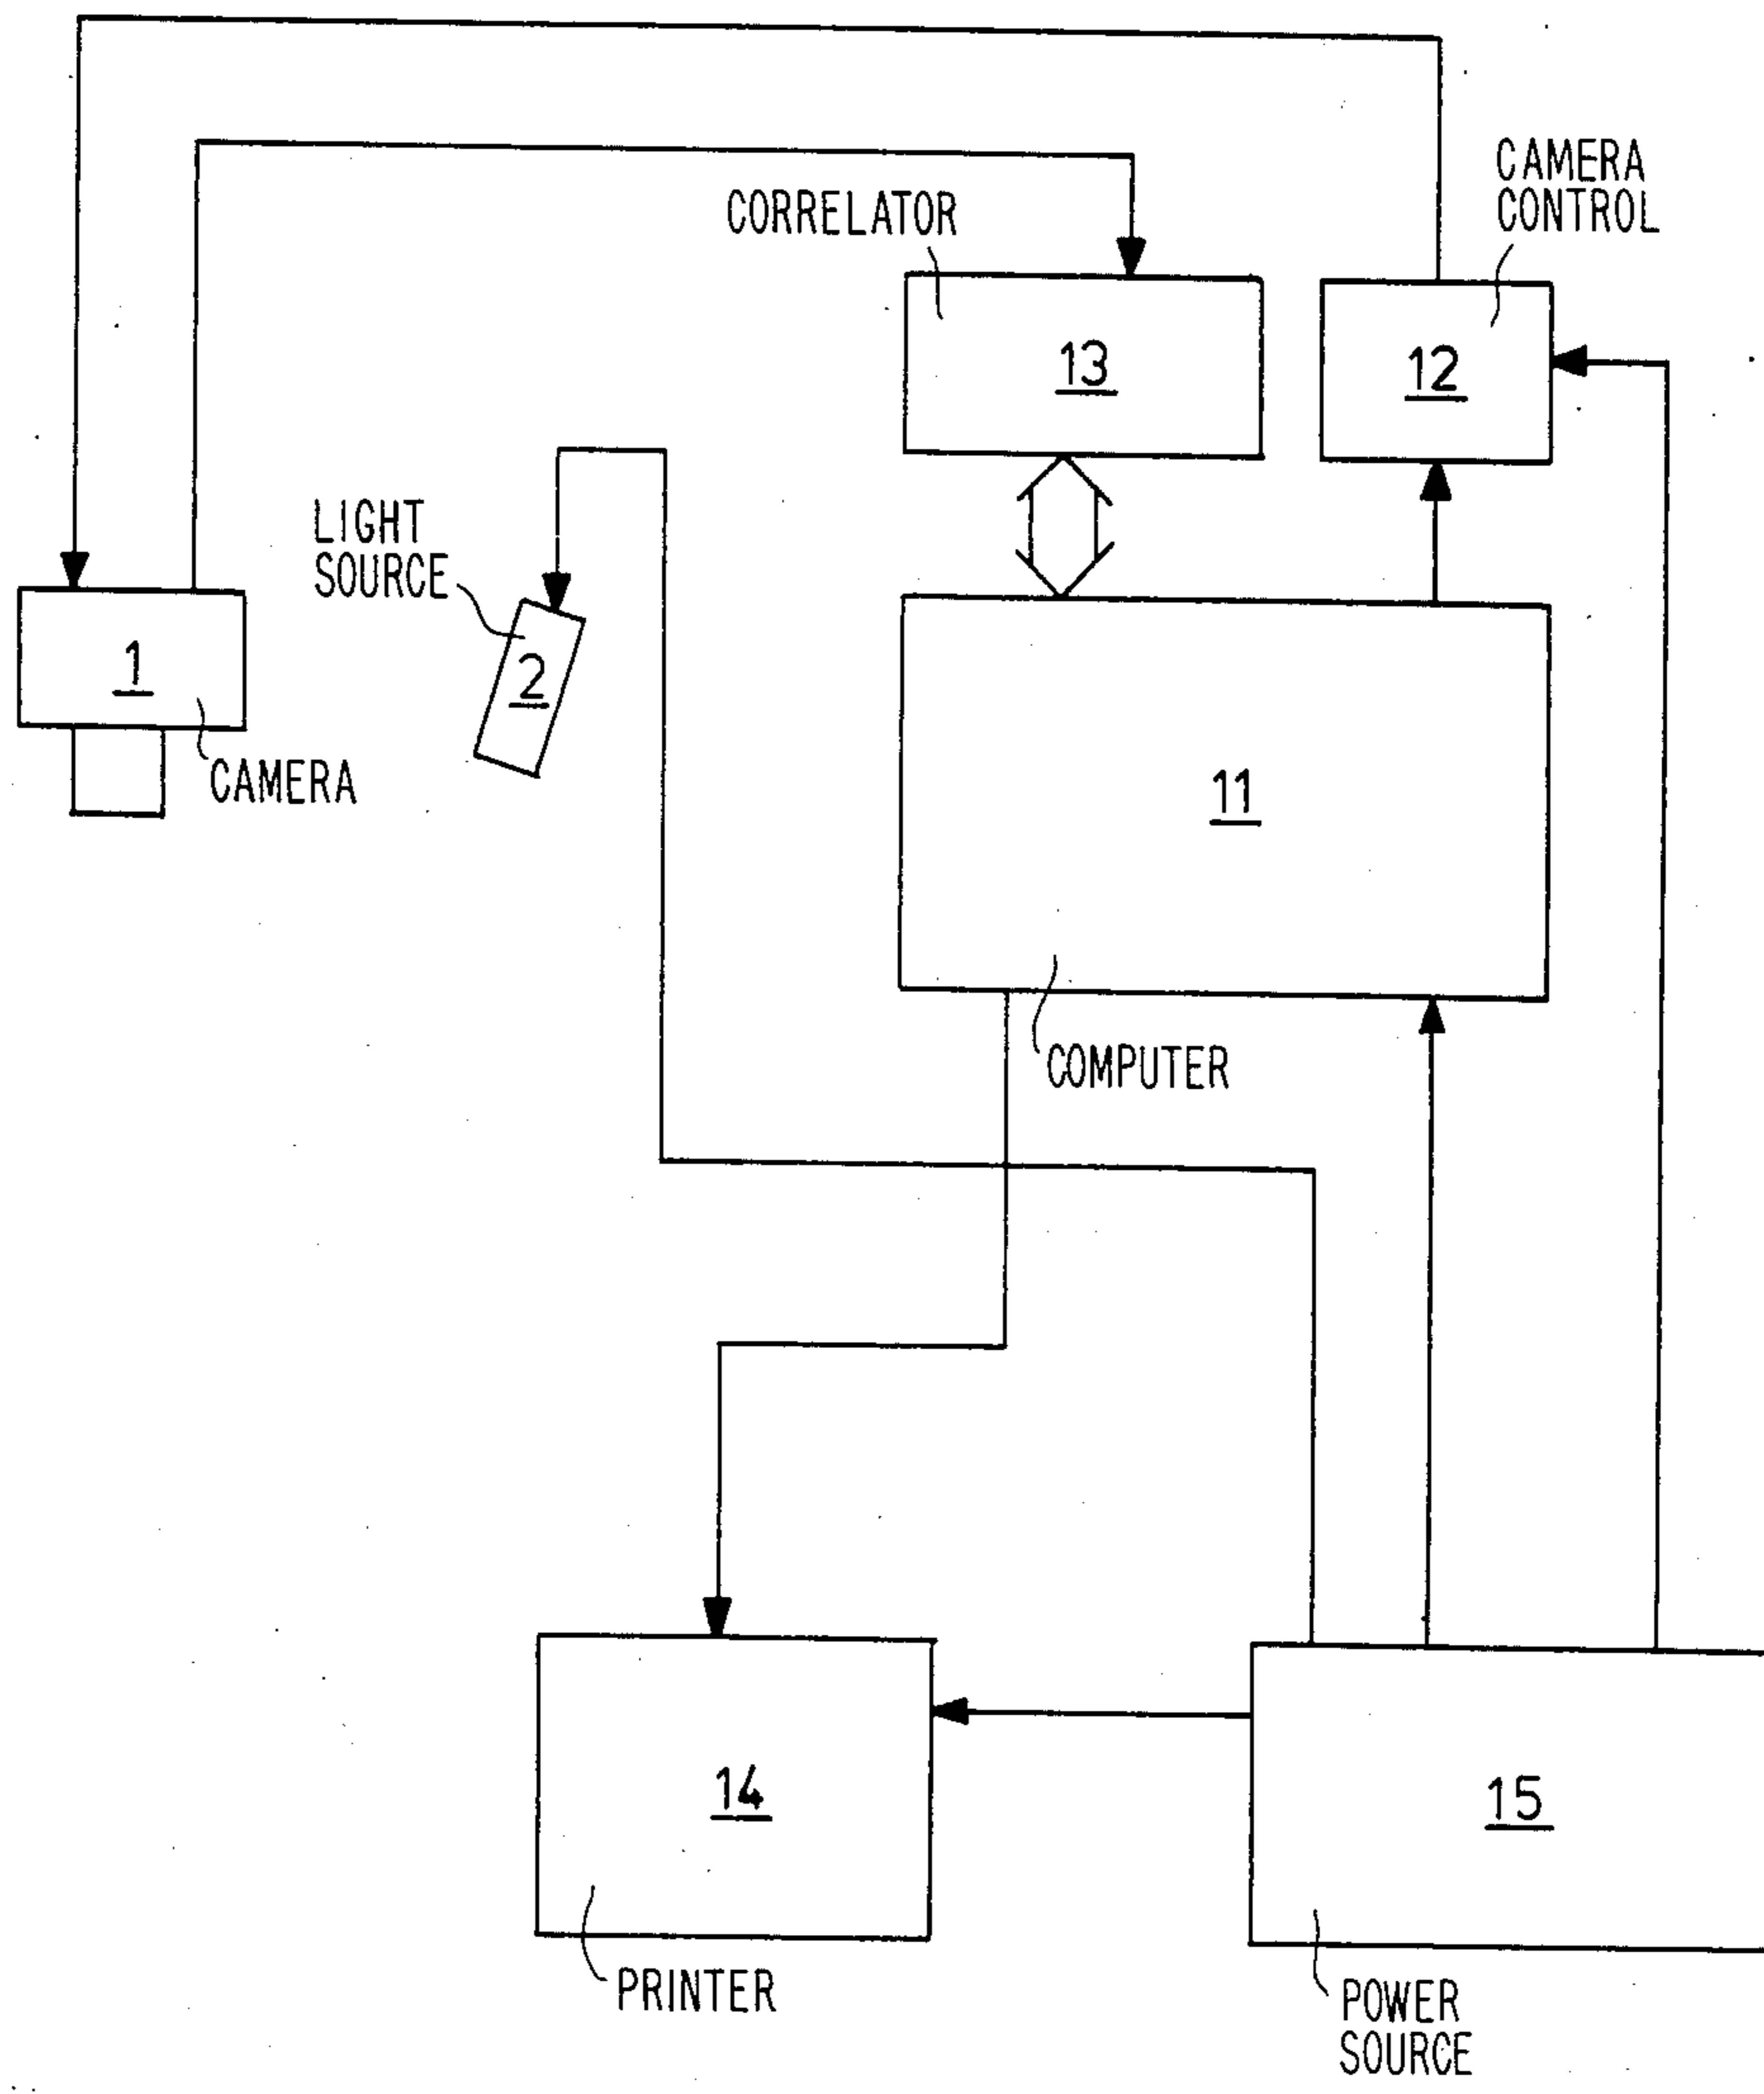 CAMERA
CONTROL
CORRELATOR
13
12
LIGHT
SOURCE
1
2
CAMERA
11
COMPUTER
14
15
PRINTER
POWER
SOURCE